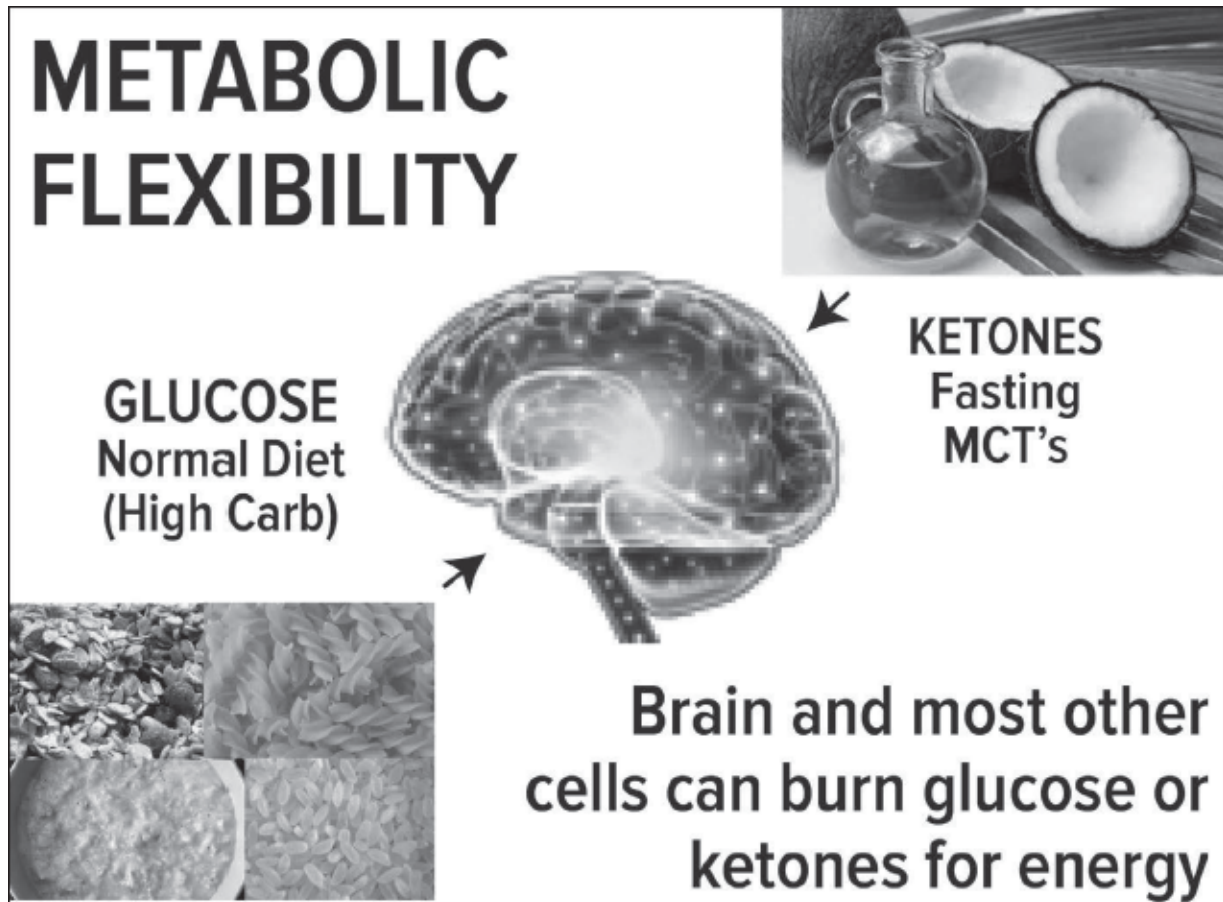 METABOLIC
FLEXIBILITY
KETONES
Fasting
MCT's
GLUCOSE
Normal Diet
(High Carb)
Brain and most other
cells can burn glucose or
ketones for energy